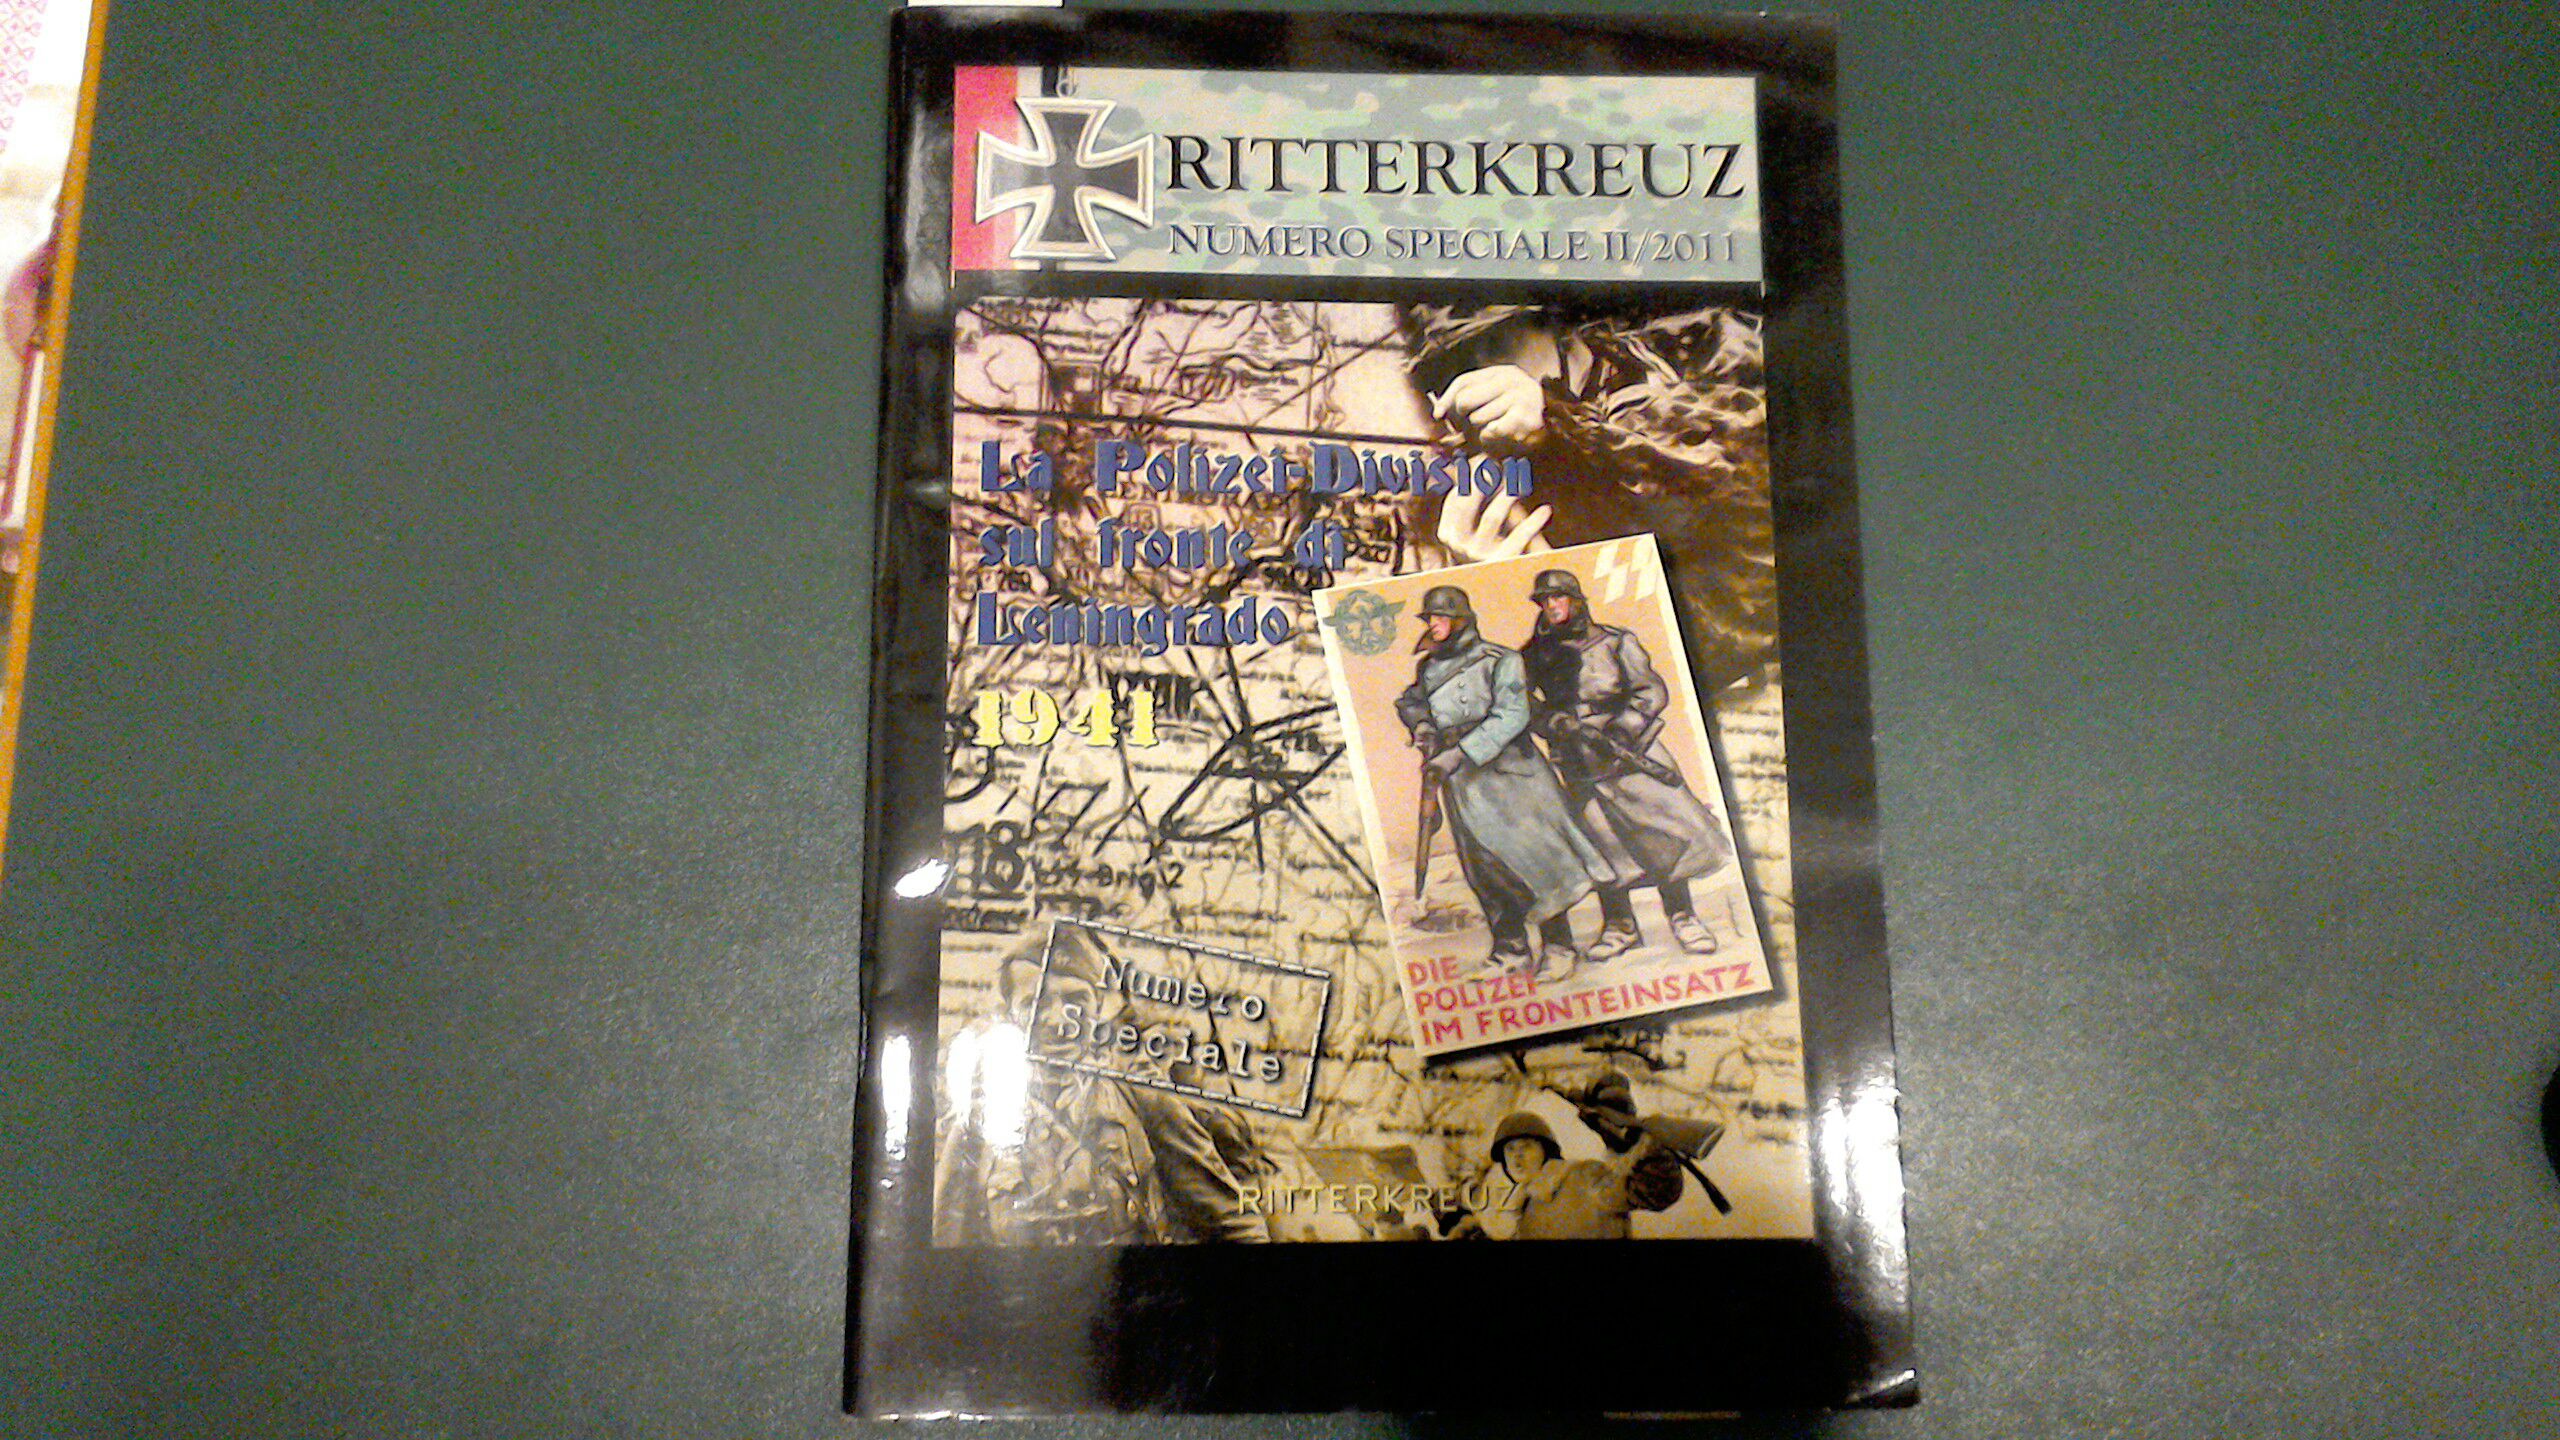 RITTERKREUZ
NUMERO SPECIALE II/2011
La Polizei-Division
sul fronte di
Leningrado
1941
18.
DIE
POLIZEI
IM FRONTEINSATZ
Numero
Speciale
RITTERKREUZ